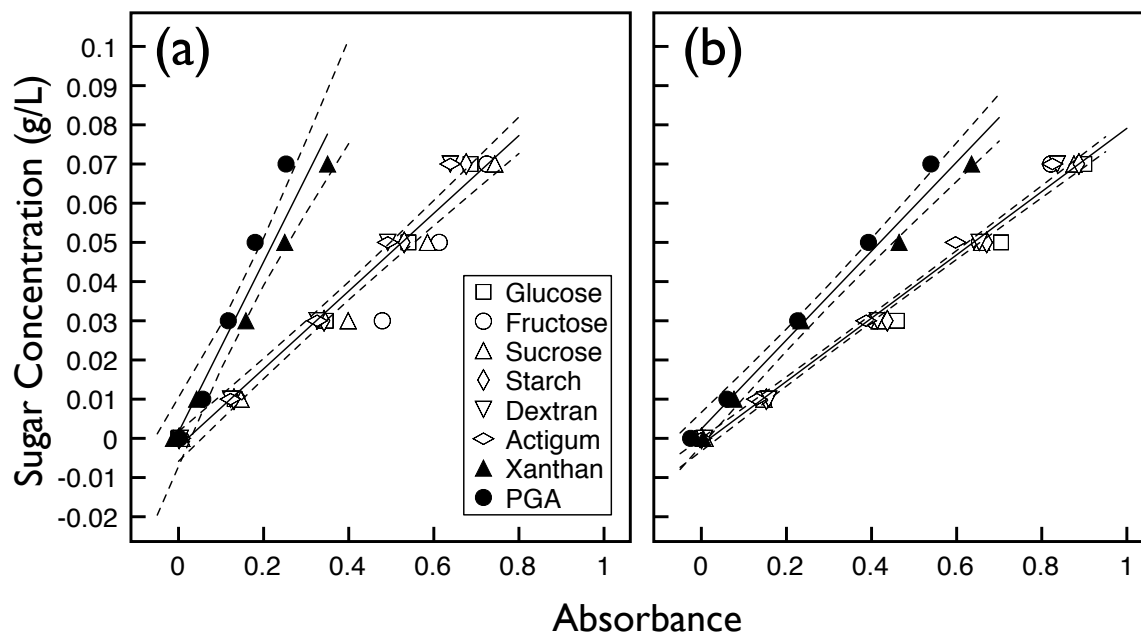 (a)
(b)
Sugar Concentration (g/L)
0.1
0.09
0.08
0.07
0.06
0.05
0.04
0.03
0.02
0.01
0
-0.01
-0.02
Glucose
Fructose
Sucrose
Starch
Dextran
Actigum
Xanthan
PGA
0 0.2 0.4 0.6 0.8 1
0 0.2 0.4 0.6 0.8 1
Absorbance